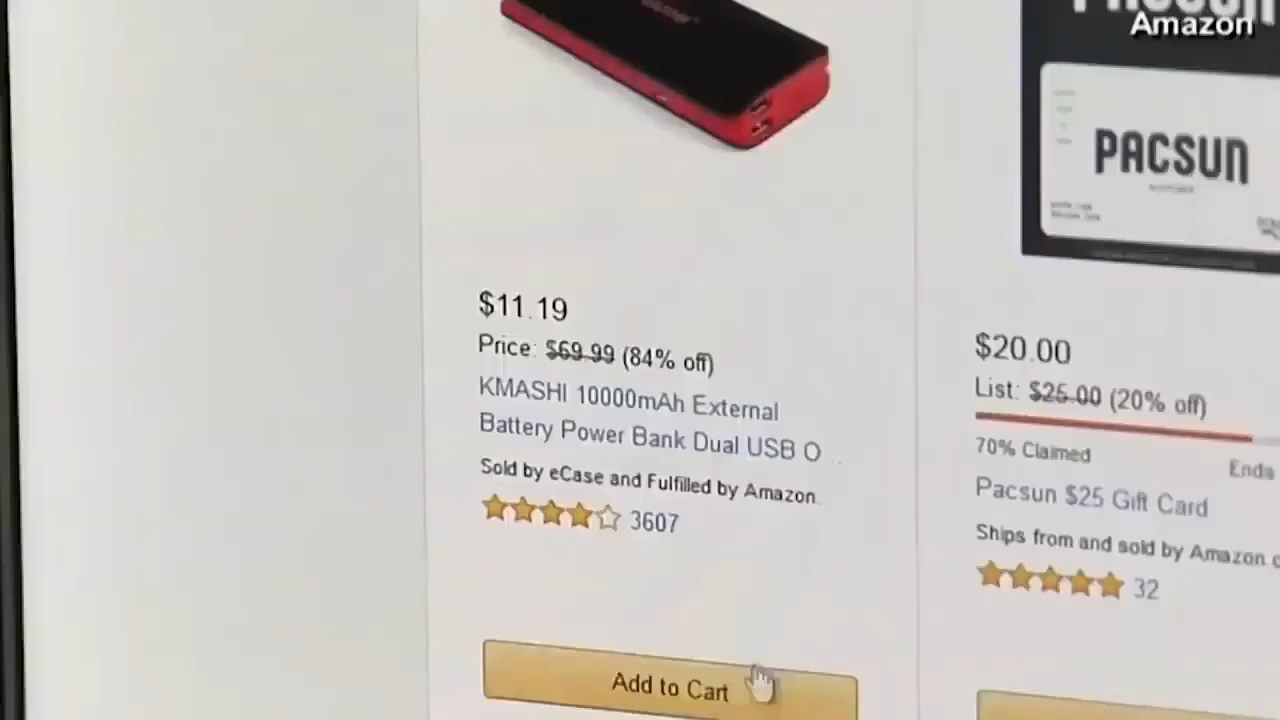 Amazon
PACSUN
$11.19
Price: $69.99 (84% off)
KMASHI 10000mAh External
Battery Power Bank Dual USB O ...
Sold by eCase and Fulfilled by Amazon.
3607
Add to Cart
$20.00
List: $25.00 (20% off)
70% Claimed
Ends
Pacsun $25 Gift Card
Ships from and sold by Amazon.c
32